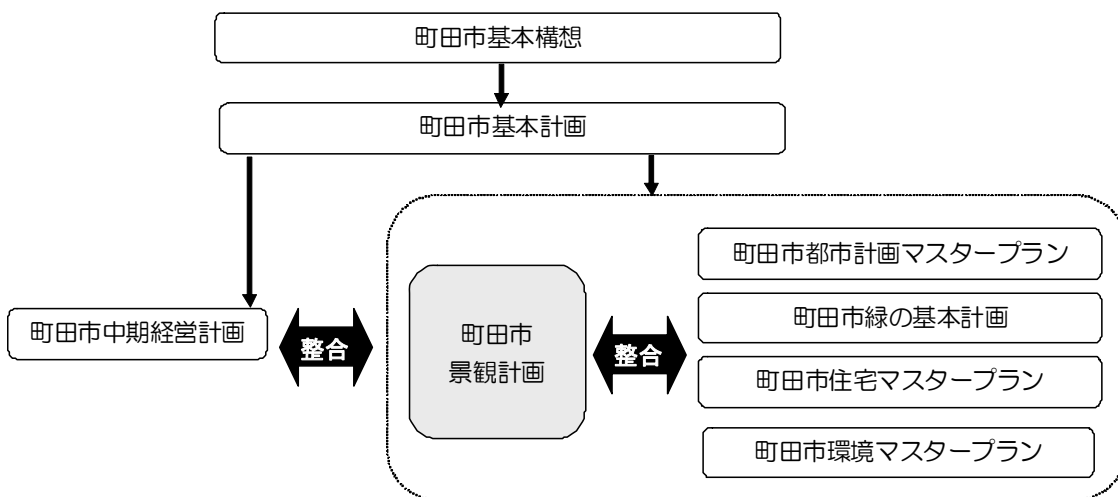 町田市基本構想
町田市基本計画
町田市中期経営計画
整合
町田市
景観計画
整合
町田市都市計画マスタープラン
町田市緑の基本計画
町田市住宅マスタープラン
町田市環境マスタープラン